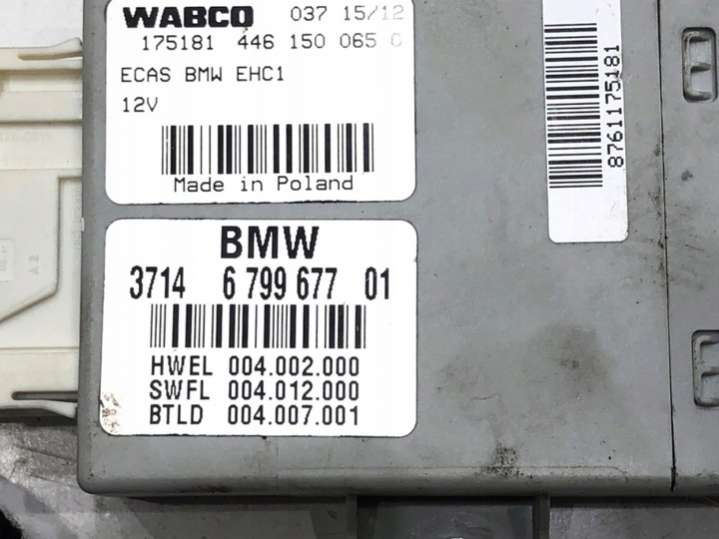 WABCO 037 15/12
175181 446 150 065 0
ECAS BMW EHC1
12V
Made in Poland
BMW
3714 6 799 677 01
HWEL 004.002.000
SWFL 004.012.000
BTLD 004.007.001
8761175181